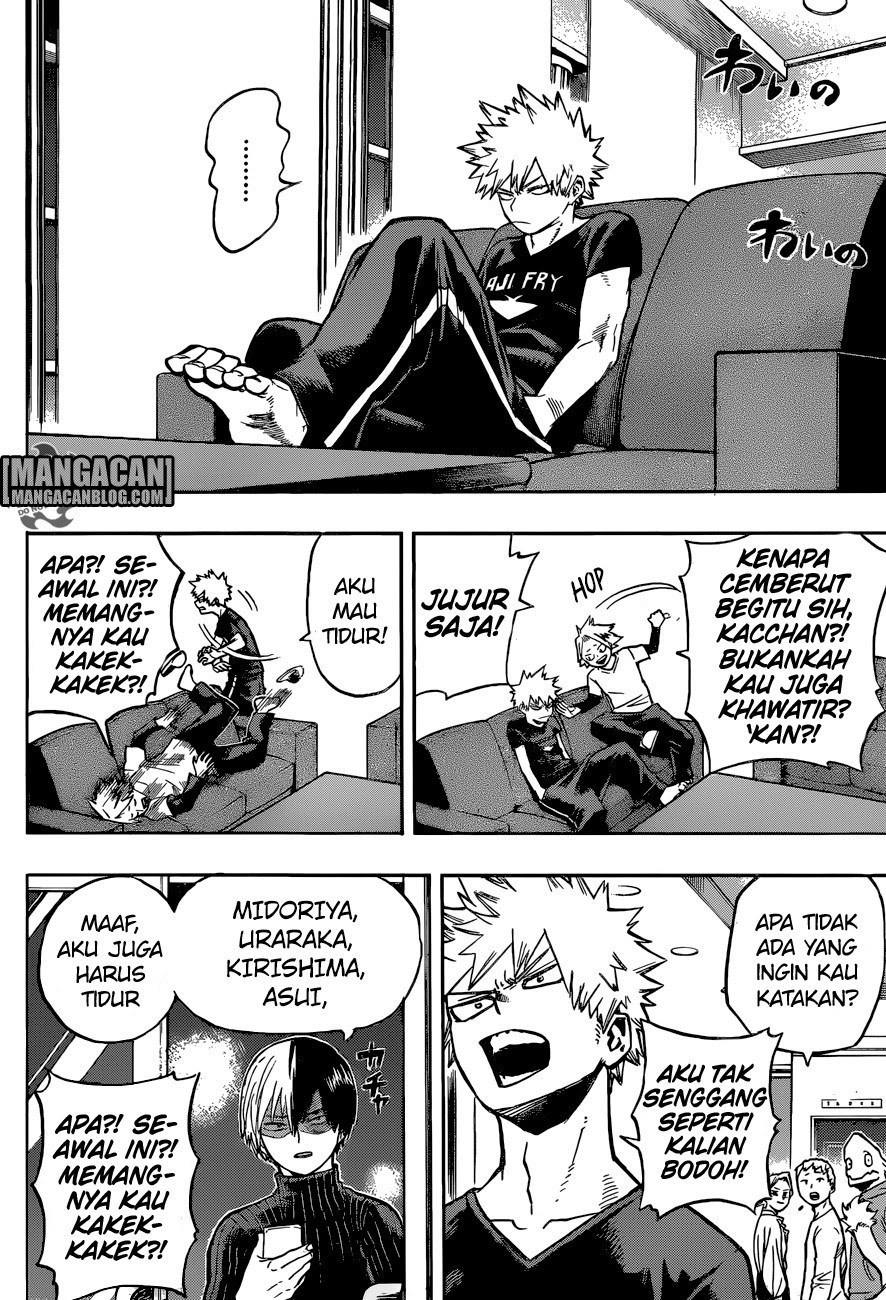 わいの
........
わいの
AJI FRY
[MANGACAN]
MANGACANBLOG.COM
KENAPA
CEMBERUT
BEGITU SIH,
KACCHAN?!
BUKANKAH
KAU JUGA
KHAWATIR?
'KAN?!
HOP
JUJUR
SAJA!
AKU
MAU
TIDUR!
APA?! SE-
AWAL INI?!
MEMANG-
NYA KAU
KAKEK-
KAKEK?!
APA TIDAK
ADA YANG
INGIN KAU
KATAKAN?
AKU TAK
SENGGANG
SEPERTI
KALIAN
BODOH!
MIDORIYA,
URARAKA,
KIRISHIMA,
ASUI,
MAAF,
AKU JUGA
HARUS
TIDUR
カチャ
APA?! SE-
AWAL INI?!
MEMANG-
NYA KAU
KAKEK-
KAKEK?!